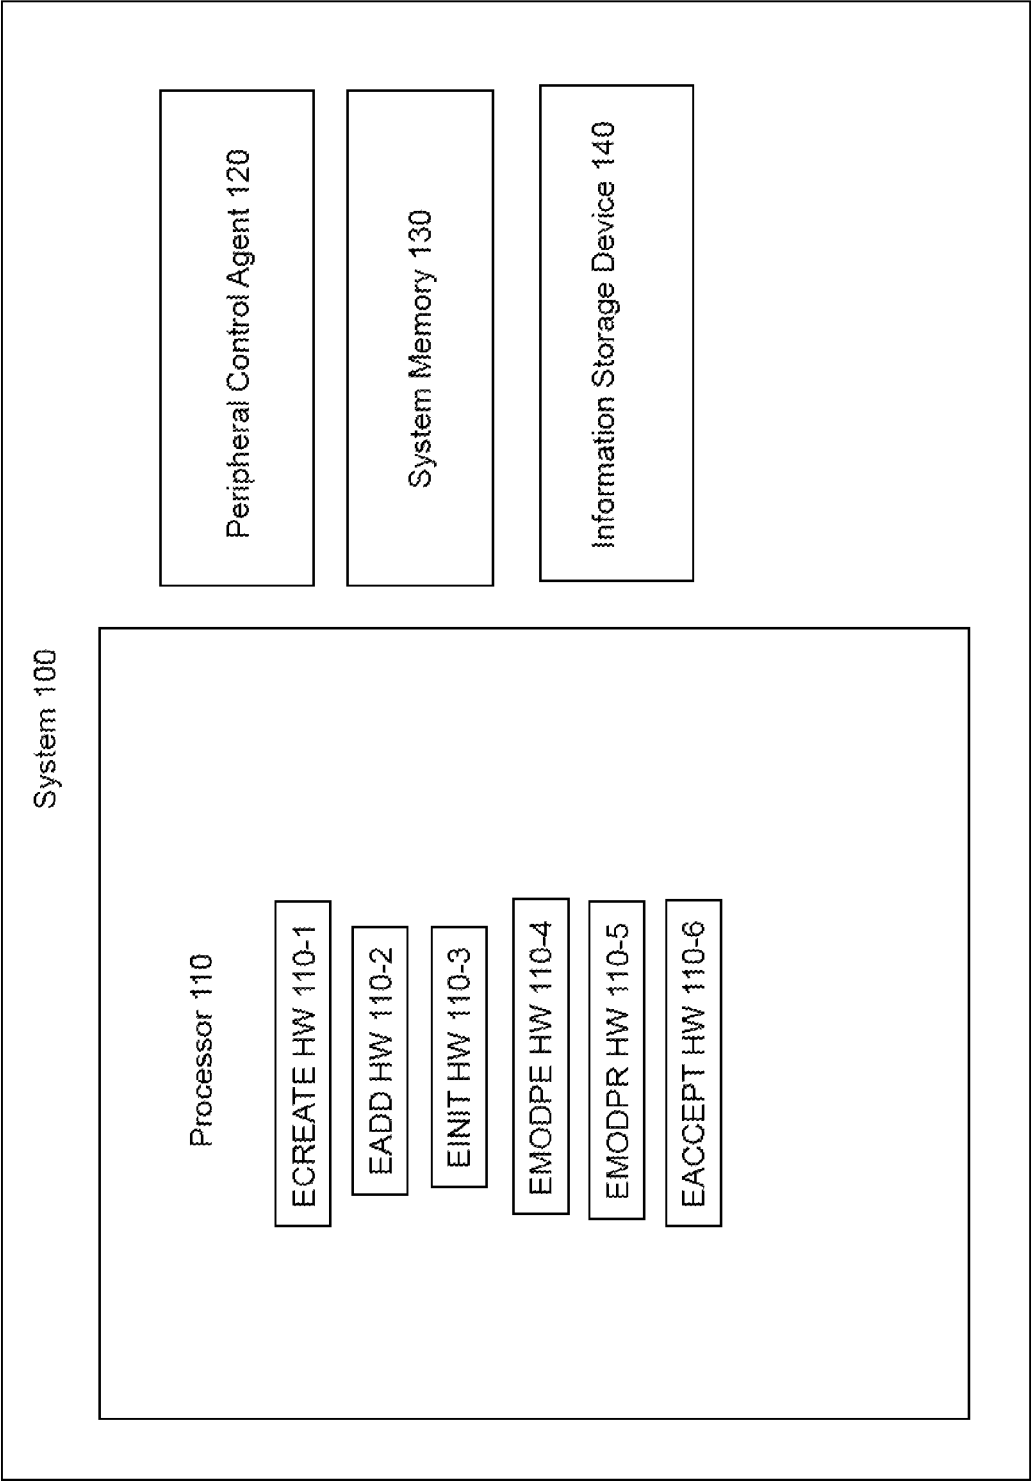 System 100
Processor 110
ECREATE HW 110-1
EADD HW 110-2
EINIT HW 110-3
EMODPE HW 110-4
EMODPR HW 110-5
EACCEPT HW 110-6
Peripheral Control Agent 120
System Memory 130
Information Storage Device 140